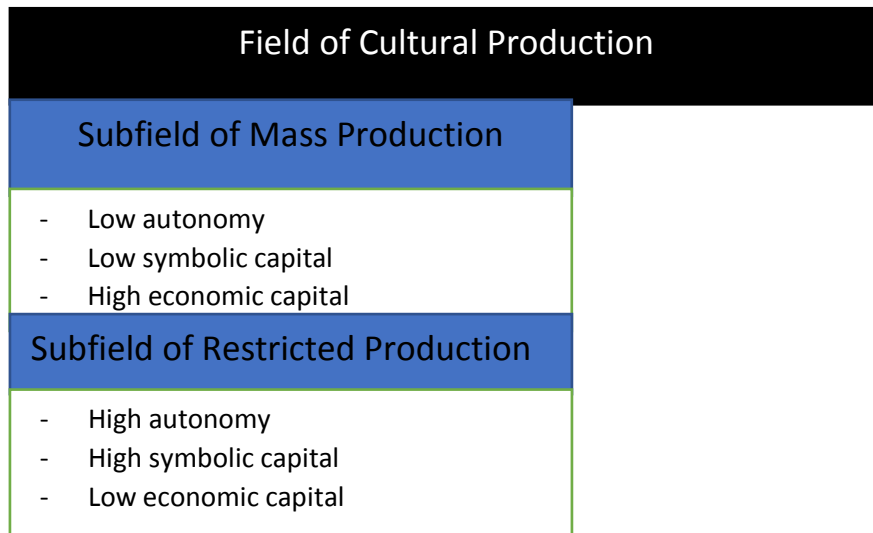 Field of Cultural Production
Subfield of Mass Production
- Low autonomy
- Low symbolic capital
- High economic capital
Subfield of Restricted Production
- High autonomy
- High symbolic capital
- Low economic capital